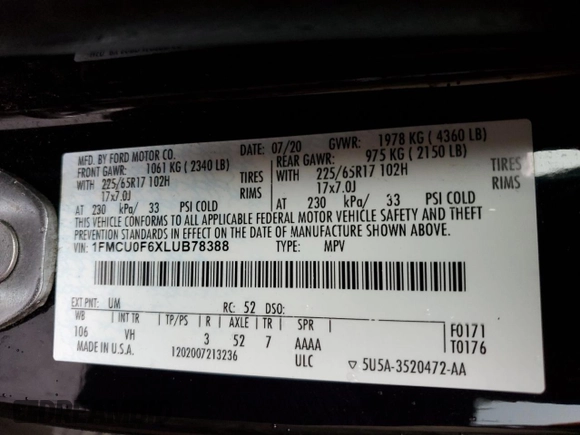 MFD. BY FORD MOTOR CO. 07/20 GVWR: 1978 KG ( 4360 LB)
FRONT GAWR: 1061 KG ( 2340 LB) REAR GAWR: 975 KG ( 2150 LB)
WITH 225/65R17 102H TIRES WITH 225/65R17 102H TIRES
17x7.0J RIMS 17x7.0J RIMS
AT 230 kPa/ 33 PSI COLD AT 230 kPa/ 33 PSI COLD
THIS VEHICLE CONFORMS TO ALL APPLICABLE FEDERAL MOTOR VEHICLE SAFETY AND THEFT
PREVENTION STANDARDS IN EFFECT ON THE DATE OF MANUFACTURE SHOWN ABOVE.
VIN: 1FMCU0F6XLUB78388 TYPE: MPV
EXT PNT: UM RC: 52 DSO:
WB INT TR TP/PS R AXLE TR SPR F0171
106 VH 3 52 7 AAAA T0176
MADE IN U.S.A. 1202007213236 ULC ▽ 5U5A-3520472-AA